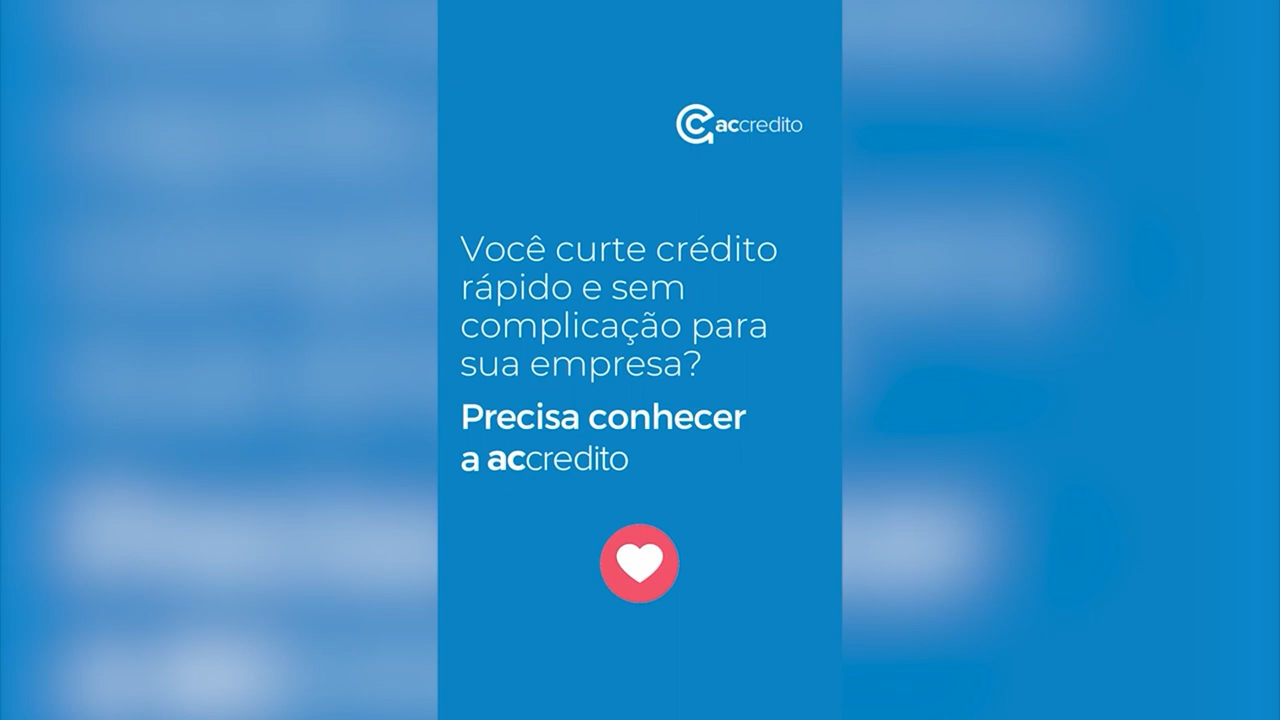 accredito
Você curte crédito
rápido e sem
complicação para
sua empresa?
Precisa conhecer
a accredito